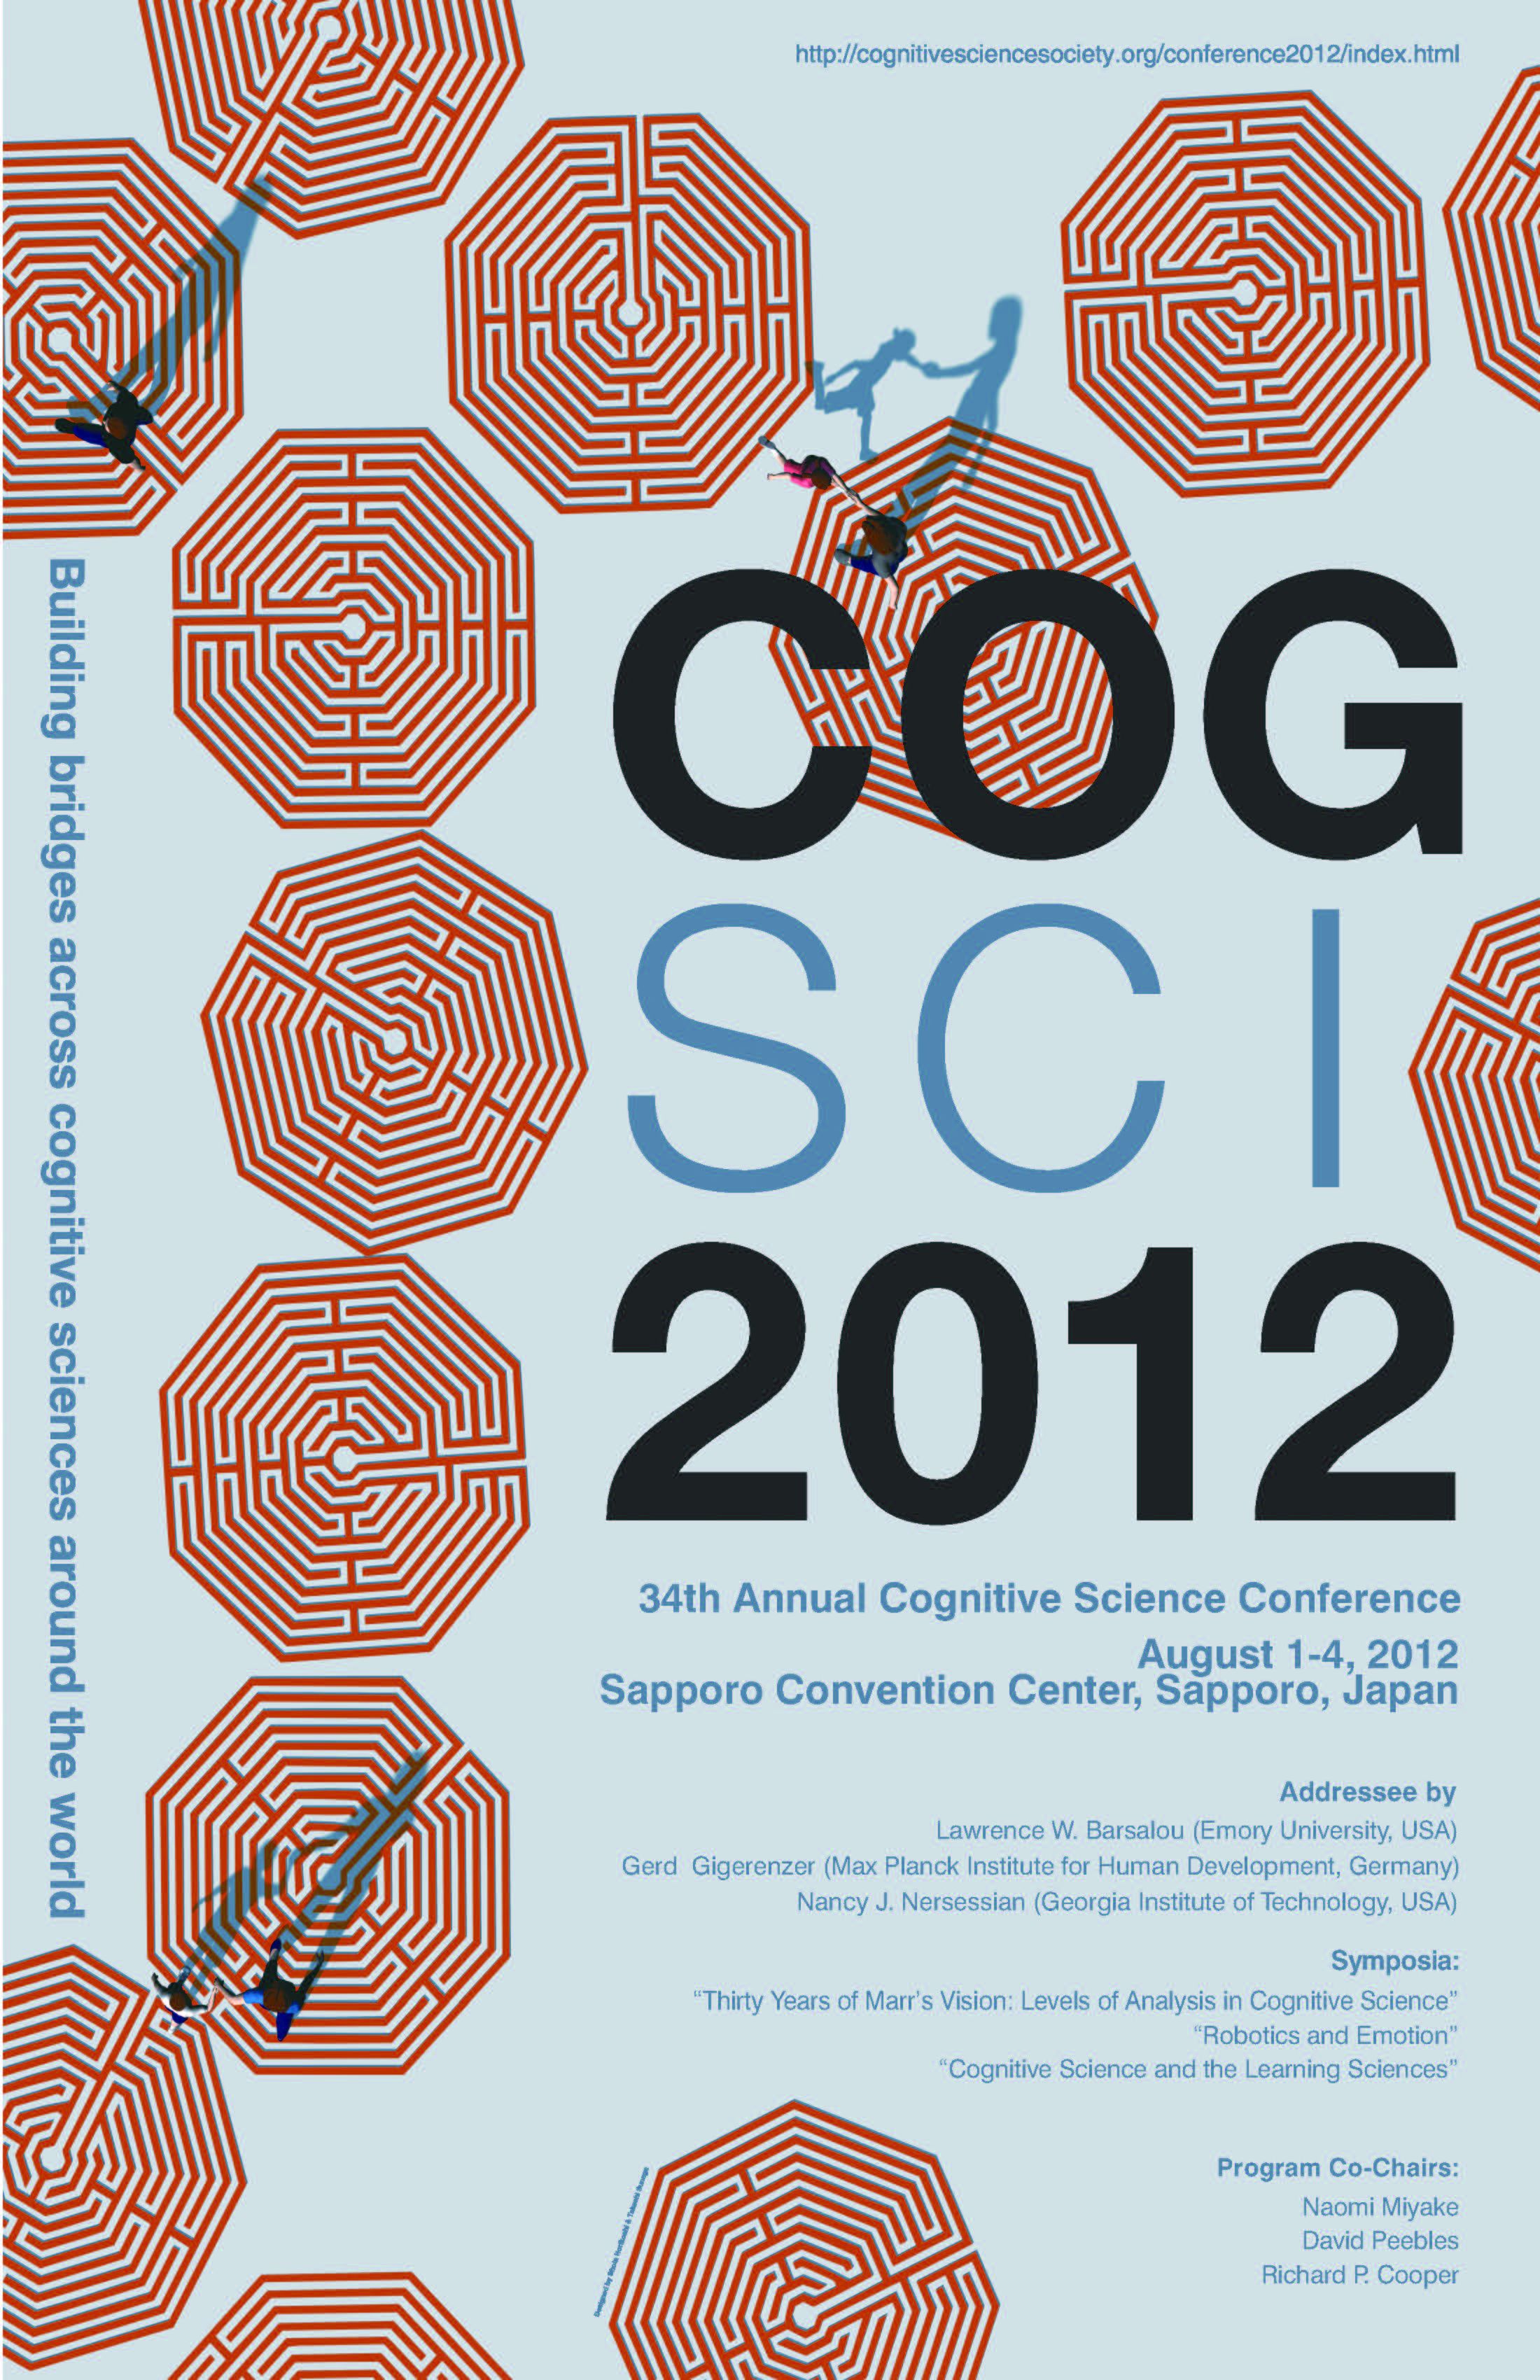 http://cognitivesciencesociety.org/conference2012/index.html
Building bridges across cognitive sciences around the world
COG
SCI
2012
34th Annual Cognitive Science Conference
August 1-4, 2012
Sapporo Convention Center, Sapporo, Japan
Addressee by
Lawrence W. Barsalou (Emory University, USA)
Gerd Gigerenzer (Max Planck Institute for Human Development, Germany)
Nancy J. Nersessian (Georgia Institute of Technology, USA)
Symposia:
“Thirty Years of Marr's Vision: Levels of Analysis in Cognitive Science”
“Robotics and Emotion”
“Cognitive Science and the Learning Sciences”
Program Co-Chairs:
Naomi Miyake
David Peebles
Richard P. Cooper
Designed by